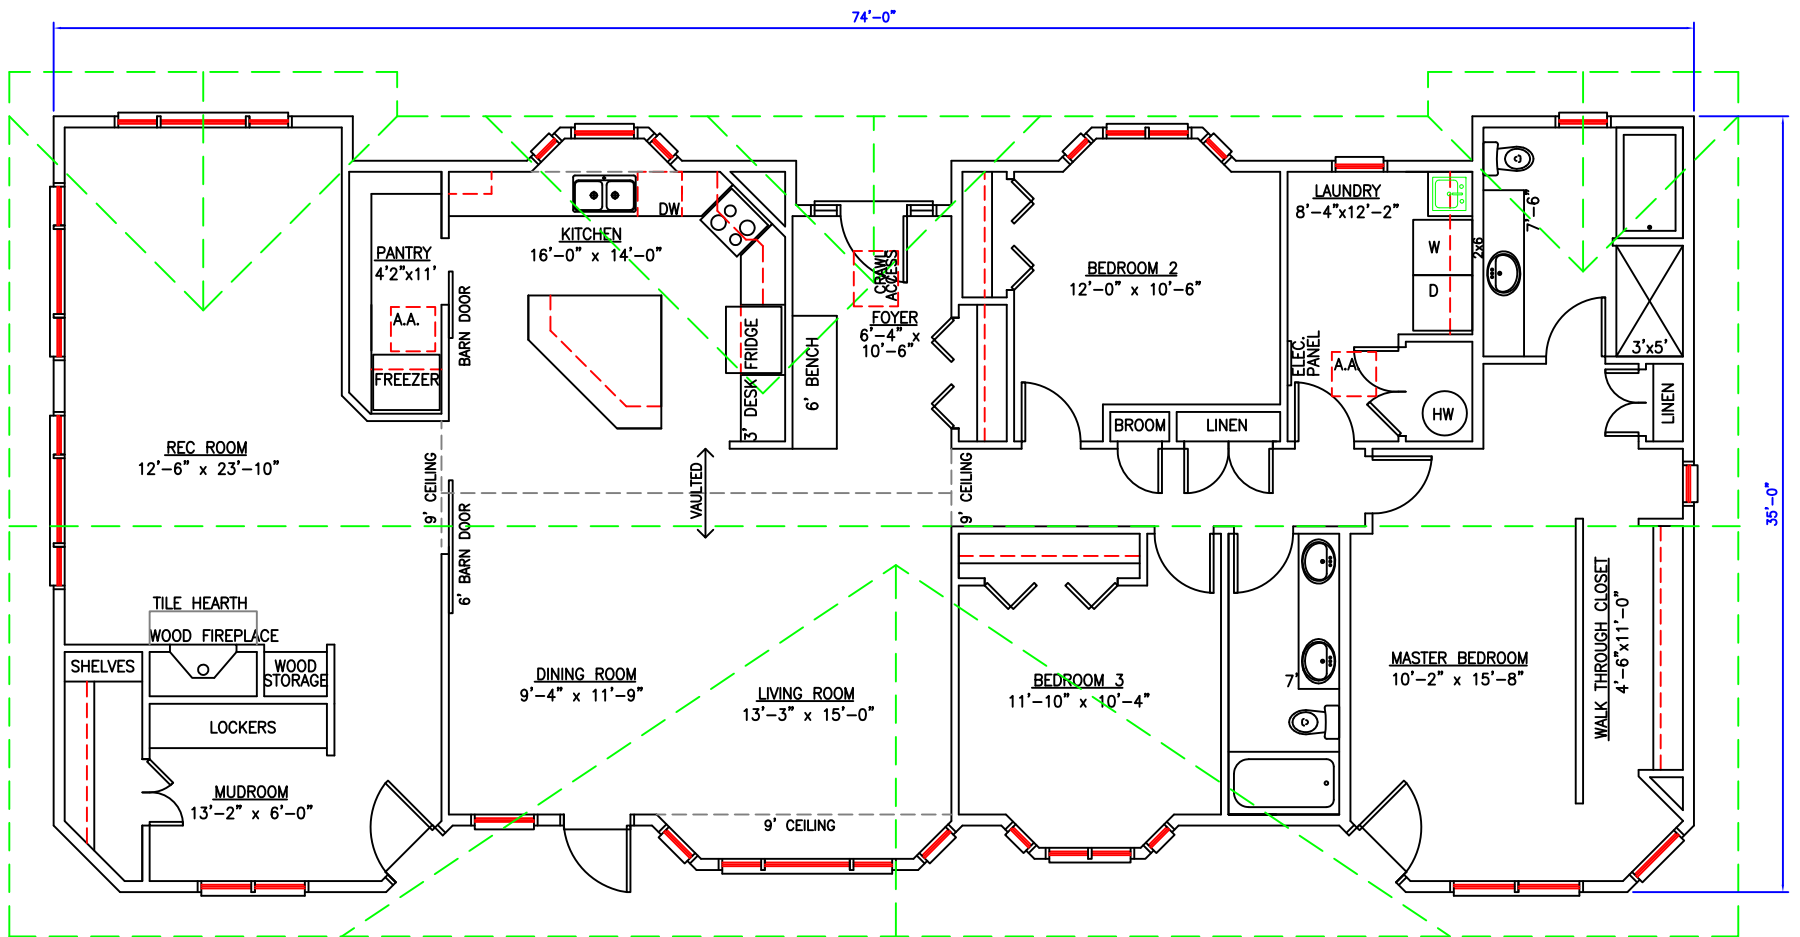 74'-0"
35'-0"
REC ROOM
12'-6" x 23'-10"
PANTRY
4'2"x11'
A.A.
FREEZER
BARN DOOR
KITCHEN
16'-0" x 14'-0"
DW
FRIDGE
3' DESK
6' BENCH
CRAWL
ACCESS
FOYER
6'-4" x
10'-6"
BEDROOM 2
12'-0" x 10'-6"
LAUNDRY
8'-4"x12'-2"
W
D
2x6
7'-6"
3'x5'
ELEC.
PANEL
A.A.
HW
LINEN
BROOM
LINEN
9' CEILING
VAULTED
9' CEILING
6' BARN DOOR
TILE HEARTH
WOOD FIREPLACE
SHELVES
WOOD
STORAGE
LOCKERS
MUDROOM
13'-2" x 6'-0"
DINING ROOM
9'-4" x 11'-9"
LIVING ROOM
13'-3" x 15'-0"
9' CEILING
BEDROOM 3
11'-10" x 10'-4"
7'
MASTER BEDROOM
10'-2" x 15'-8"
WALK THROUGH CLOSET
4'-6"x11'-0"